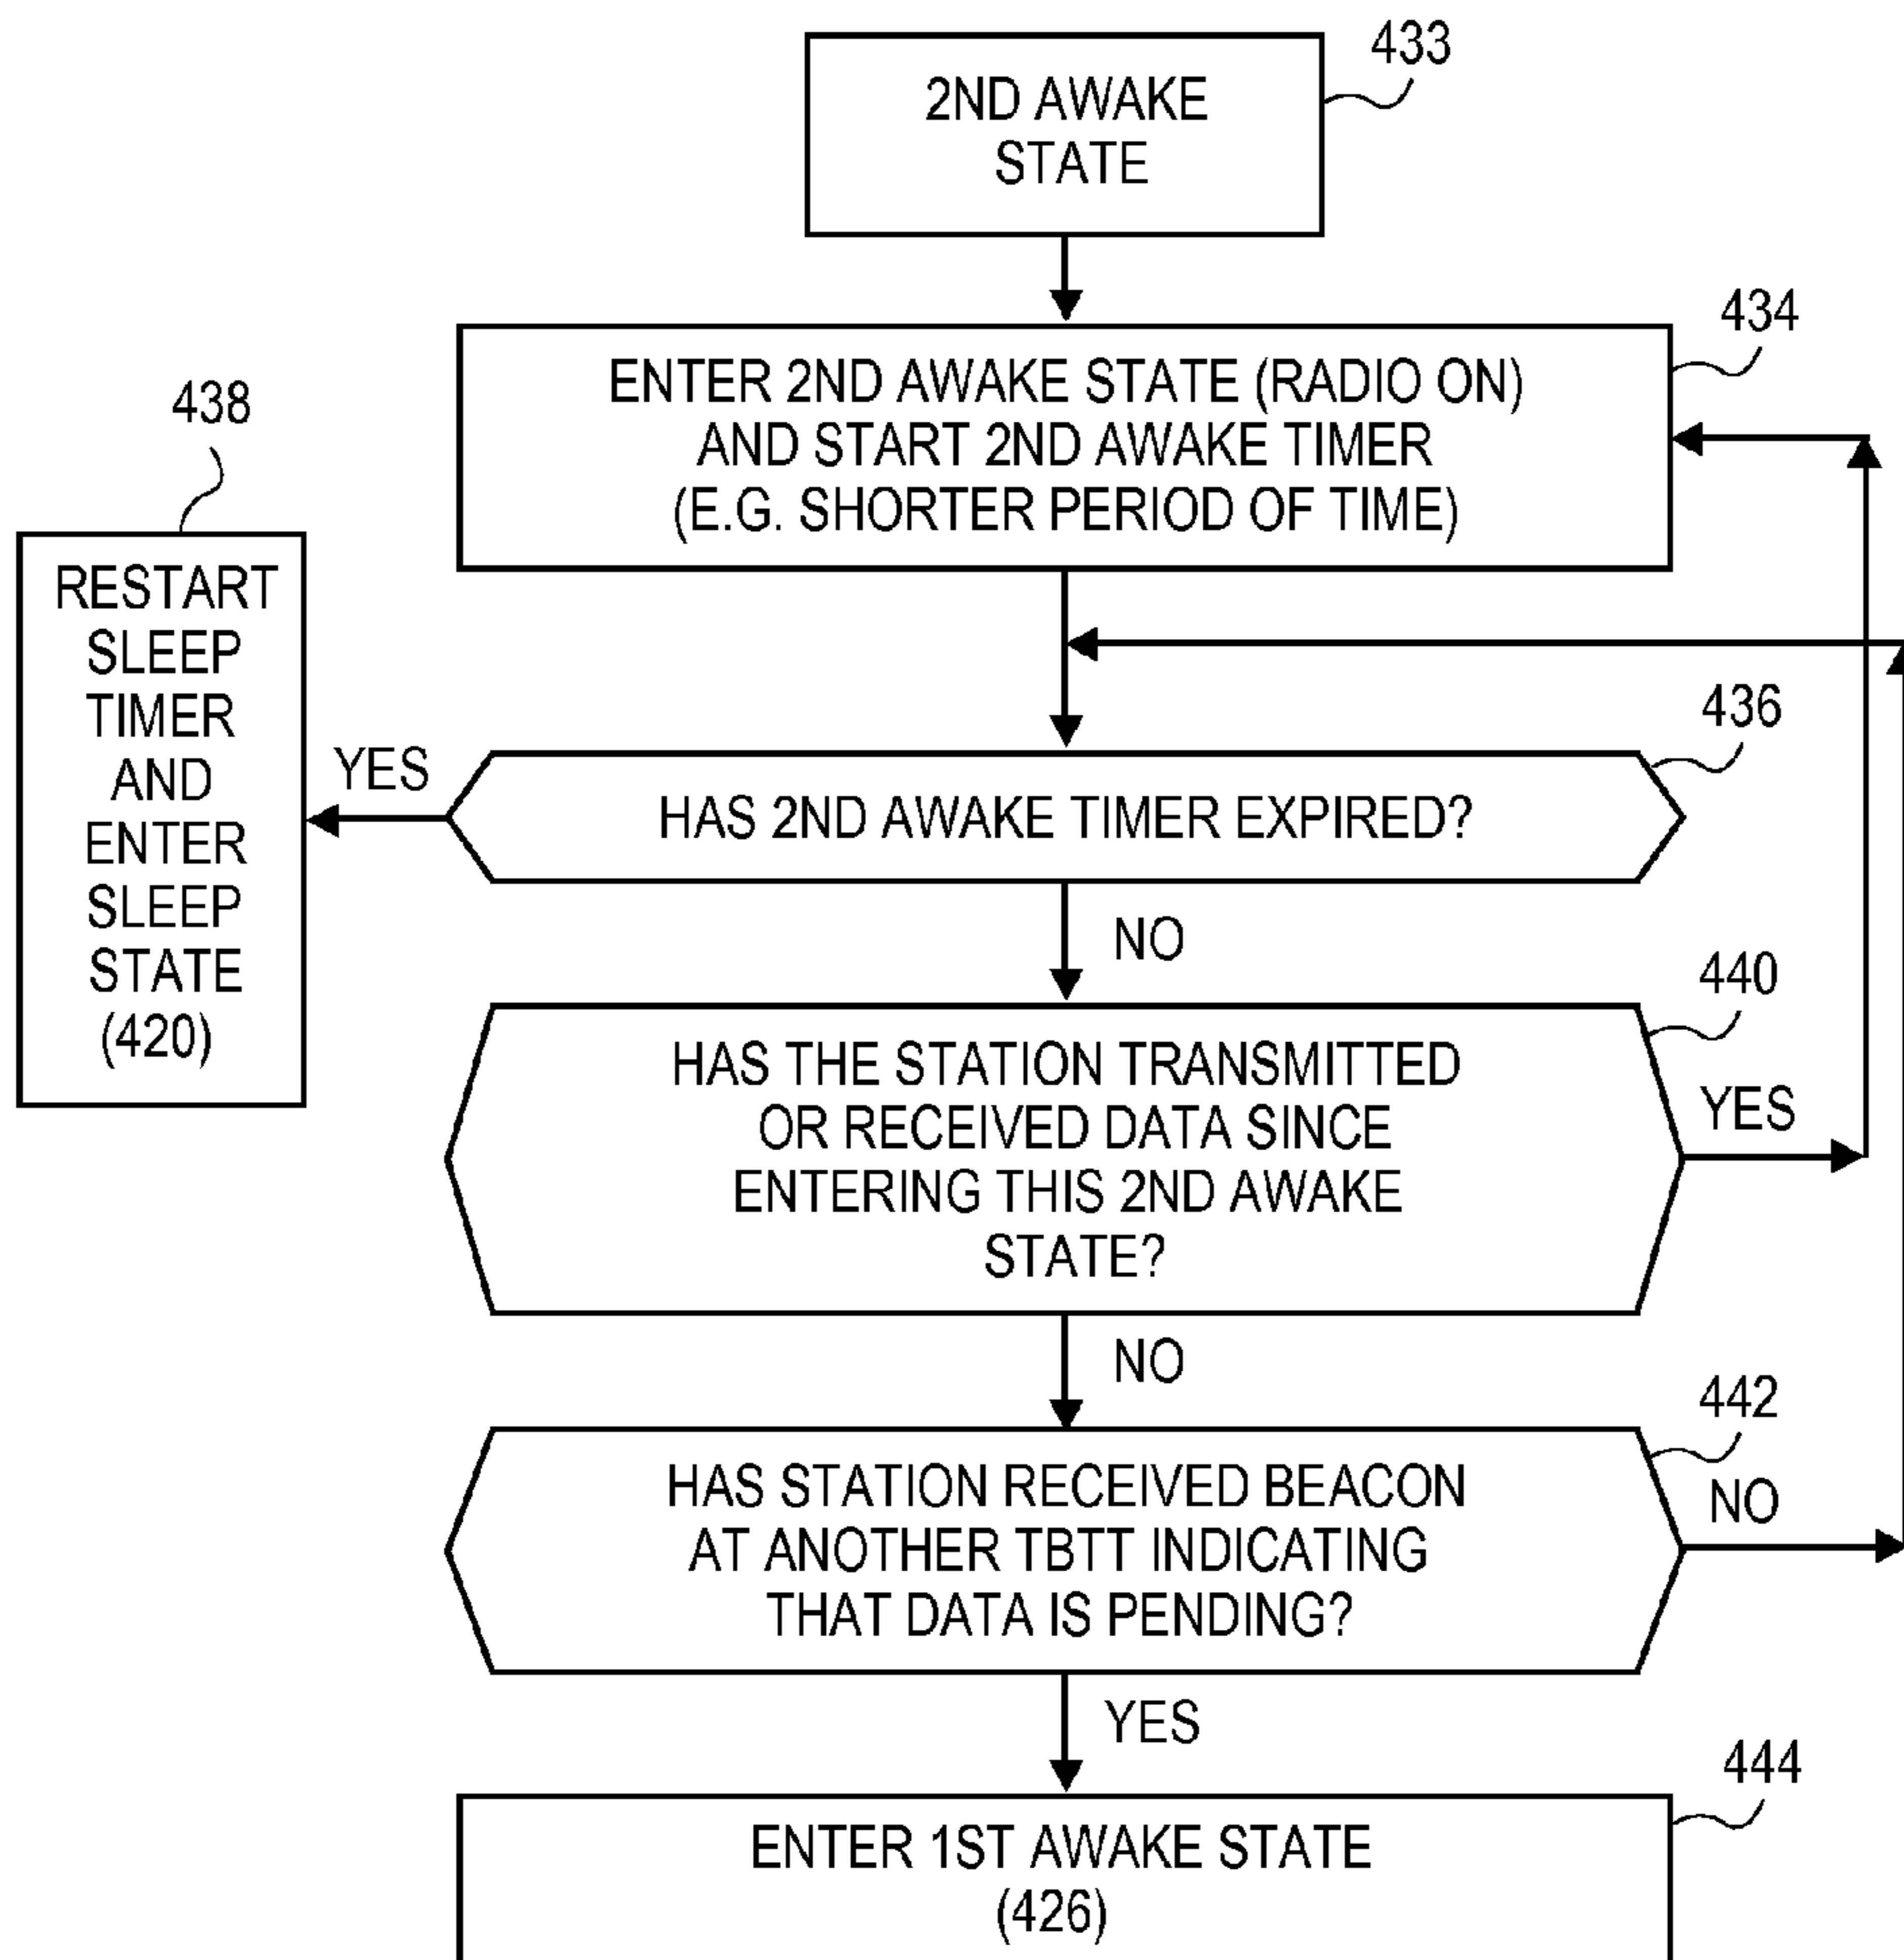 433
2ND AWAKE
STATE
434
ENTER 2ND AWAKE STATE (RADIO ON)
AND START 2ND AWAKE TIMER
(E.G. SHORTER PERIOD OF TIME)
438
RESTART
SLEEP
TIMER
AND
ENTER
SLEEP
STATE
(420)
436
YES
HAS 2ND AWAKE TIMER EXPIRED?
NO
440
HAS THE STATION TRANSMITTED
OR RECEIVED DATA SINCE
ENTERING THIS 2ND AWAKE
STATE?
YES
NO
442
HAS STATION RECEIVED BEACON
AT ANOTHER TBTT INDICATING
THAT DATA IS PENDING?
NO
YES
444
ENTER 1ST AWAKE STATE
(426)